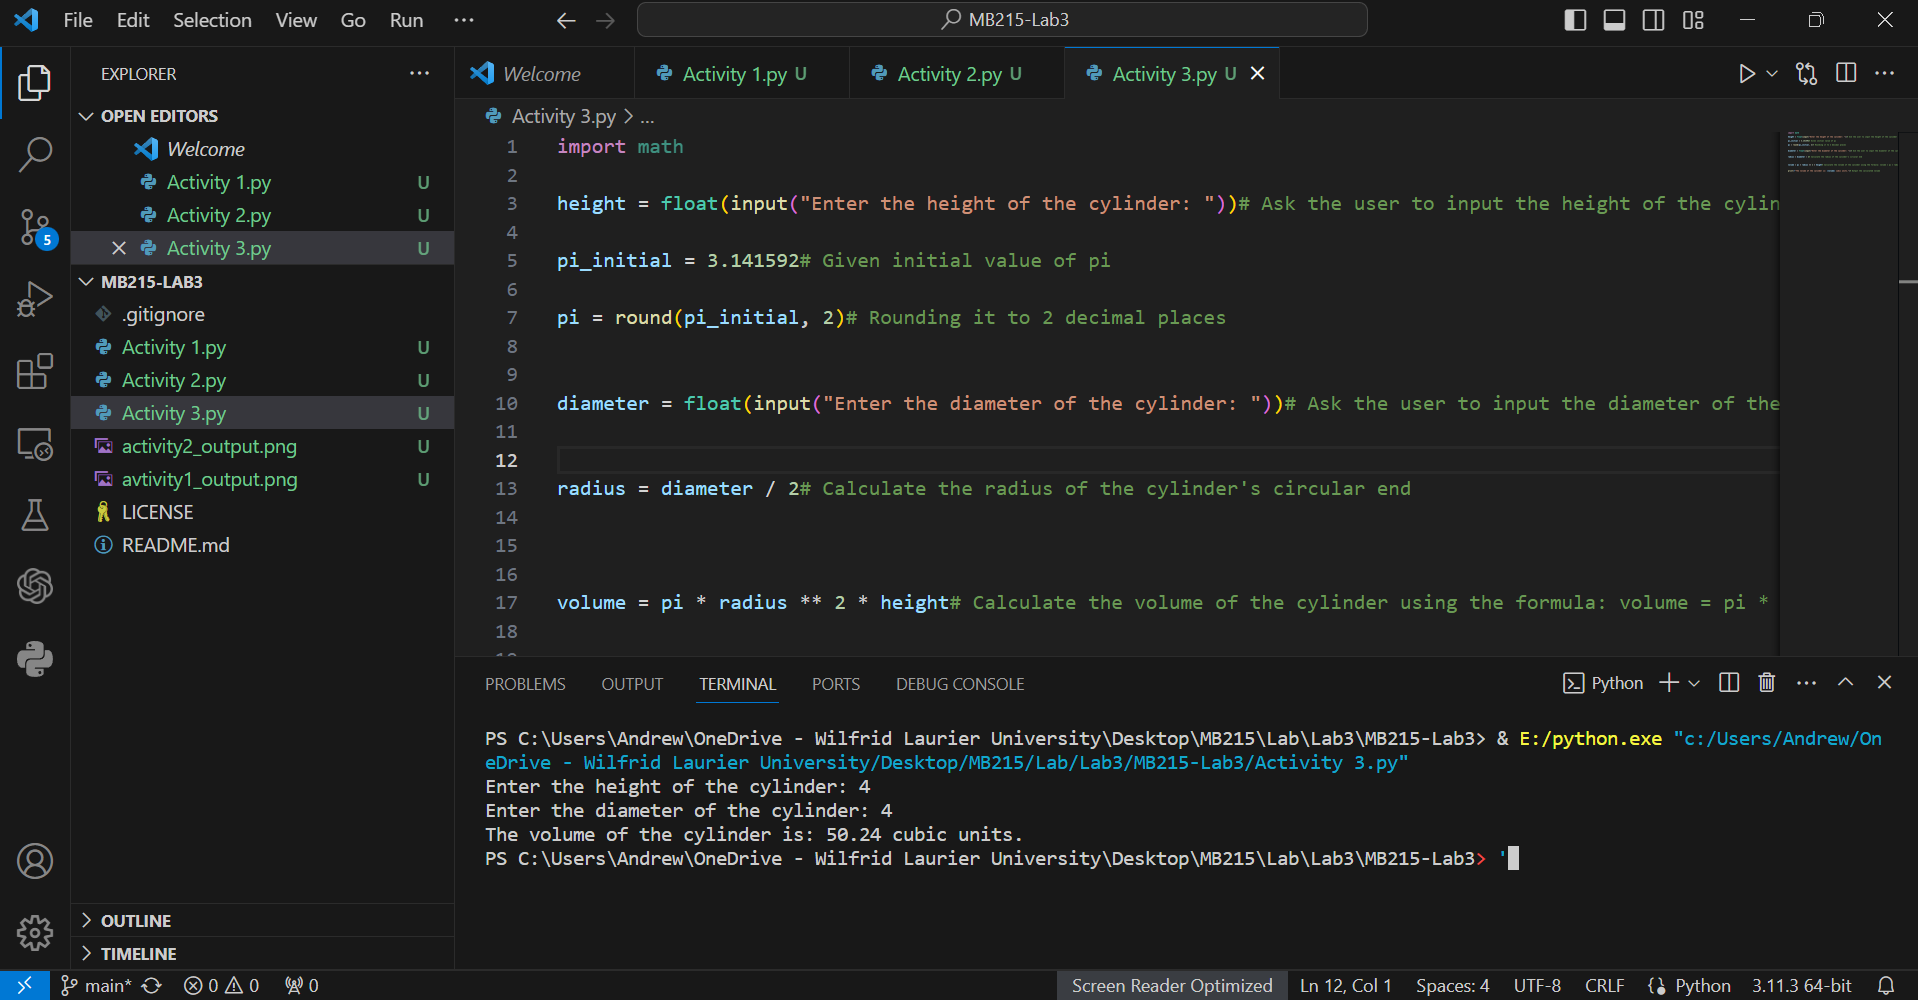 File Edit Selection View Go Run ··· MB215-Lab3
EXPLORER ···
OPEN EDITORS
Welcome
Activity 1.py U
Activity 2.py U
Activity 3.py U
MB215-LAB3
.gitignore
Activity 1.py U
Activity 2.py U
Activity 3.py U
activity2_output.png U
avtivity1_output.png U
LICENSE
README.md
OUTLINE
TIMELINE
5
Welcome Activity 1.py U Activity 2.py U Activity 3.py U
Activity 3.py > ...
1 import math
2
3 height = float(input("Enter the height of the cylinder: "))# Ask the user to input the height of the cylin
4
5 pi_initial = 3.141592# Given initial value of pi
6
7 pi = round(pi_initial, 2)# Rounding it to 2 decimal places
8
9
10 diameter = float(input("Enter the diameter of the cylinder: "))# Ask the user to input the diameter of the
11
12
13 radius = diameter / 2# Calculate the radius of the cylinder's circular end
14
15
16
17 volume = pi * radius ** 2 * height# Calculate the volume of the cylinder using the formula: volume = pi *
18
PROBLEMS OUTPUT TERMINAL PORTS DEBUG CONSOLE Python
PS C:\Users\Andrew\OneDrive - Wilfrid Laurier University\Desktop\MB215\Lab\Lab3\MB215-Lab3> & E:/python.exe "c:/Users/Andrew/On
eDrive - Wilfrid Laurier University/Desktop/MB215/Lab/Lab3/MB215-Lab3/Activity 3.py"
Enter the height of the cylinder: 4
Enter the diameter of the cylinder: 4
The volume of the cylinder is: 50.24 cubic units.
PS C:\Users\Andrew\OneDrive - Wilfrid Laurier University\Desktop\MB215\Lab\Lab3\MB215-Lab3> '
main* 0 0 0 Screen Reader Optimized Ln 12, Col 1 Spaces: 4 UTF-8 CRLF Python 3.11.3 64-bit